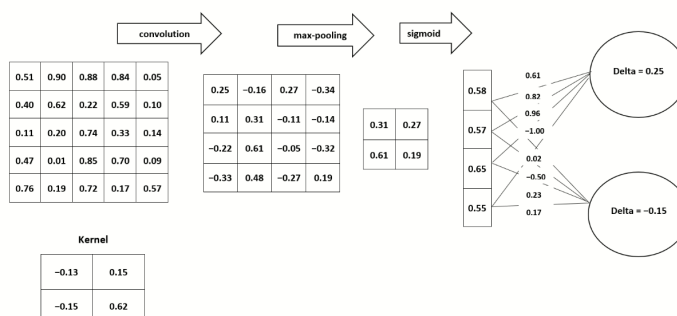 convolution
max-pooling
sigmoid
0.51 0.90 0.88 0.84 0.05
0.40 0.62 0.22 0.59 0.10
0.11 0.20 0.74 0.33 0.14
0.47 0.01 0.85 0.70 0.09
0.76 0.19 0.72 0.17 0.57
0.25 −0.16 0.27 −0.34
0.11 0.31 −0.11 −0.14
−0.22 0.61 −0.05 −0.32
−0.33 0.48 −0.27 0.19
0.31 0.27
0.61 0.19
0.58
0.57
0.65
0.55
0.61
0.82
0.96
−1.00
0.02
−0.50
0.23
0.17
Delta = 0.25
Delta = −0.15
Kernel
−0.13 0.15
−0.15 0.62